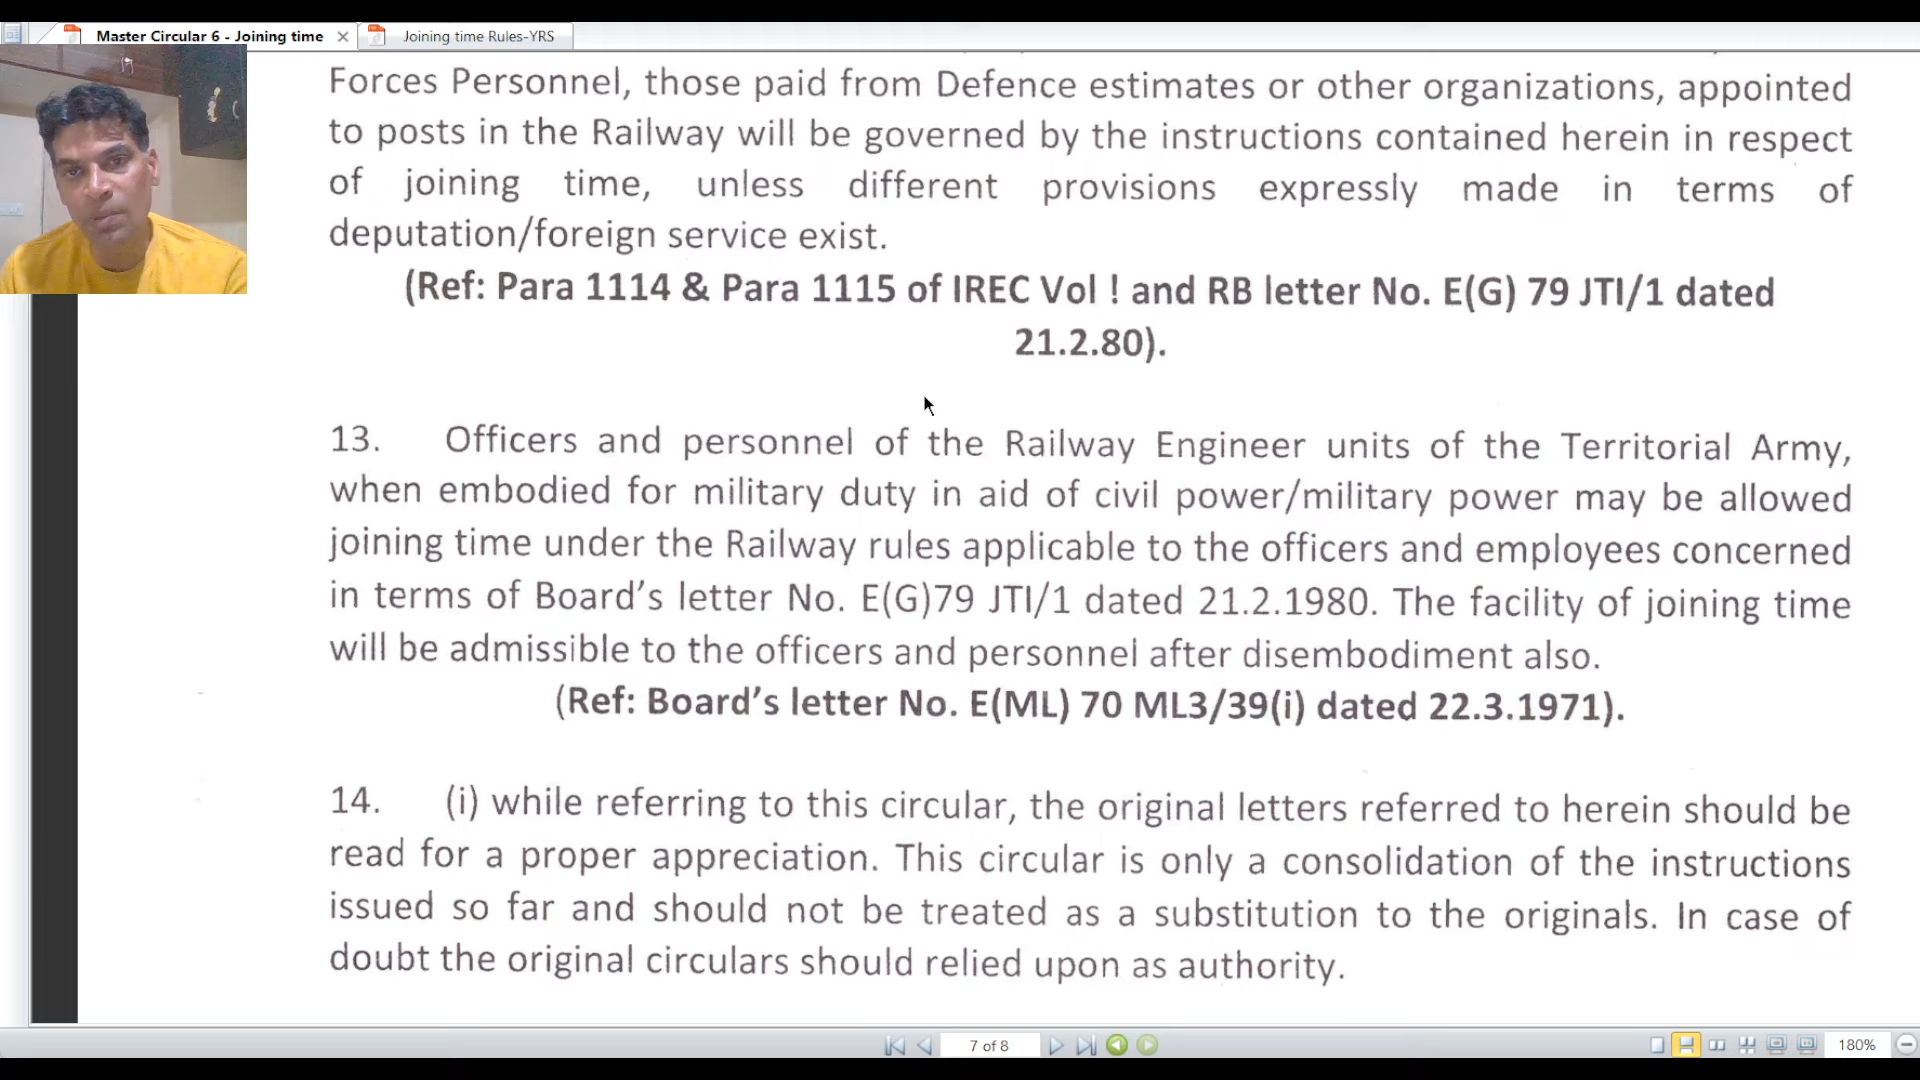 Master Circular 6 - Joining time
Joining time Rules-YRS
Forces Personnel, those paid from Defence estimates or other organizations, appointed
to posts in the Railway will be governed by the instructions contained herein in respect
of joining time, unless different provisions expressly made in terms of
deputation/foreign service exist.
(Ref: Para 1114 & Para 1115 of IREC Vol ! and RB letter No. E(G) 79 JTI/1 dated
21.2.80).
13. Officers and personnel of the Railway Engineer units of the Territorial Army,
when embodied for military duty in aid of civil power/military power may be allowed
joining time under the Railway rules applicable to the officers and employees concerned
in terms of Board's letter No. E(G)79 JTI/1 dated 21.2.1980. The facility of joining time
will be admissible to the officers and personnel after disembodiment also.
(Ref: Board's letter No. E(ML) 70 ML3/39(i) dated 22.3.1971).
14. (i) while referring to this circular, the original letters referred to herein should be
read for a proper appreciation. This circular is only a consolidation of the instructions
issued so far and should not be treated as a substitution to the originals. In case of
doubt the original circulars should relied upon as authority.
7 of 8
180%